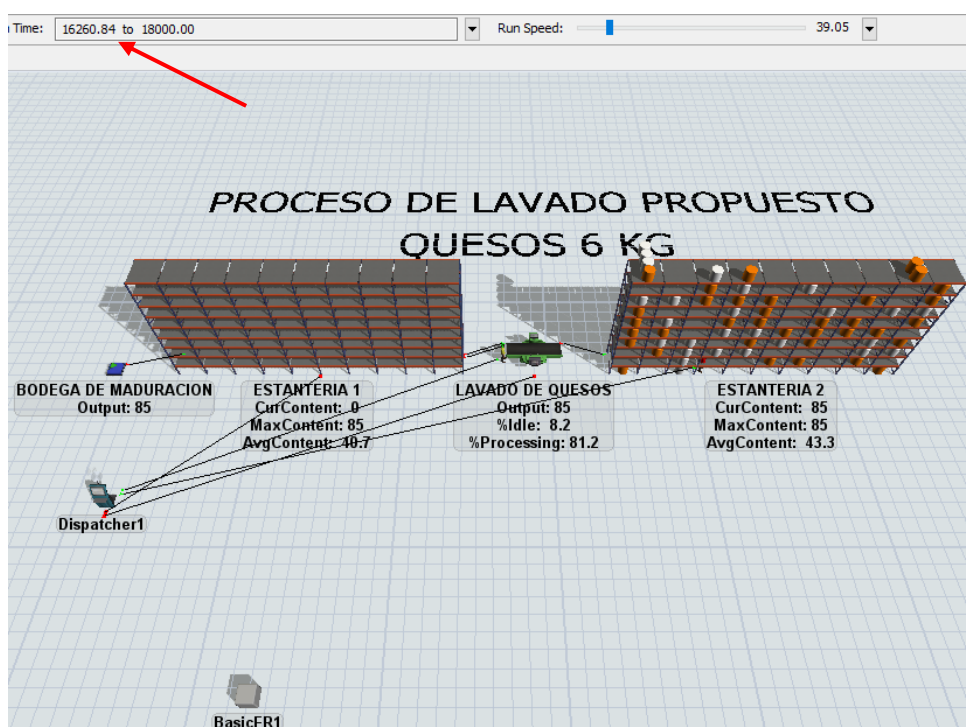 Time: 16260.84 to 18000.00 Run Speed: 39.05
PROCESO DE LAVADO PROPUESTO
QUESOS 6 KG
BODEGA DE MADURACION
Output: 85
ESTANTERIA 1
CurContent: 0
MaxContent: 85
AvgContent: 40.7
LAVADO DE QUESOS
Output: 85
%Idle: 8.2
%Processing: 81.2
ESTANTERIA 2
CurContent: 85
MaxContent: 85
AvgContent: 43.3
Dispatcher1
BasicFR1